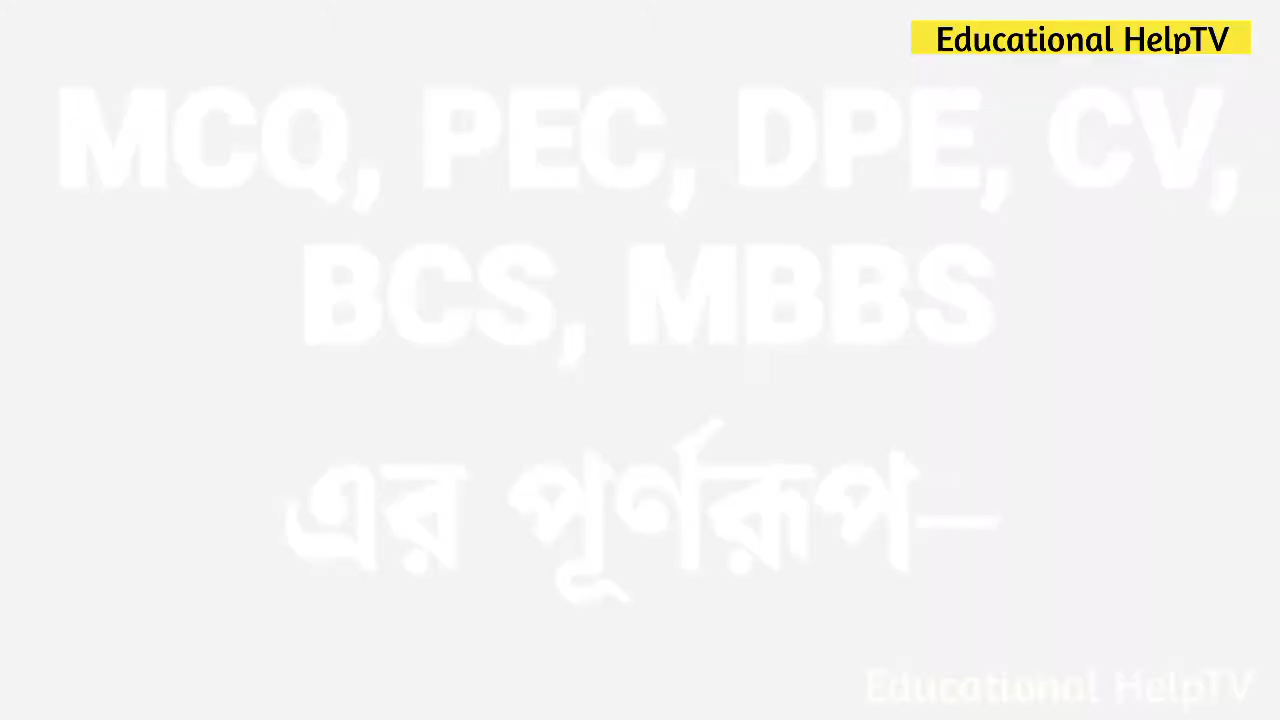 Educational HelpTV
MCQ, PEC, DPE, CV,
BCS, MBBS
এর পূর্ণরূপ–
Educational HelpTV